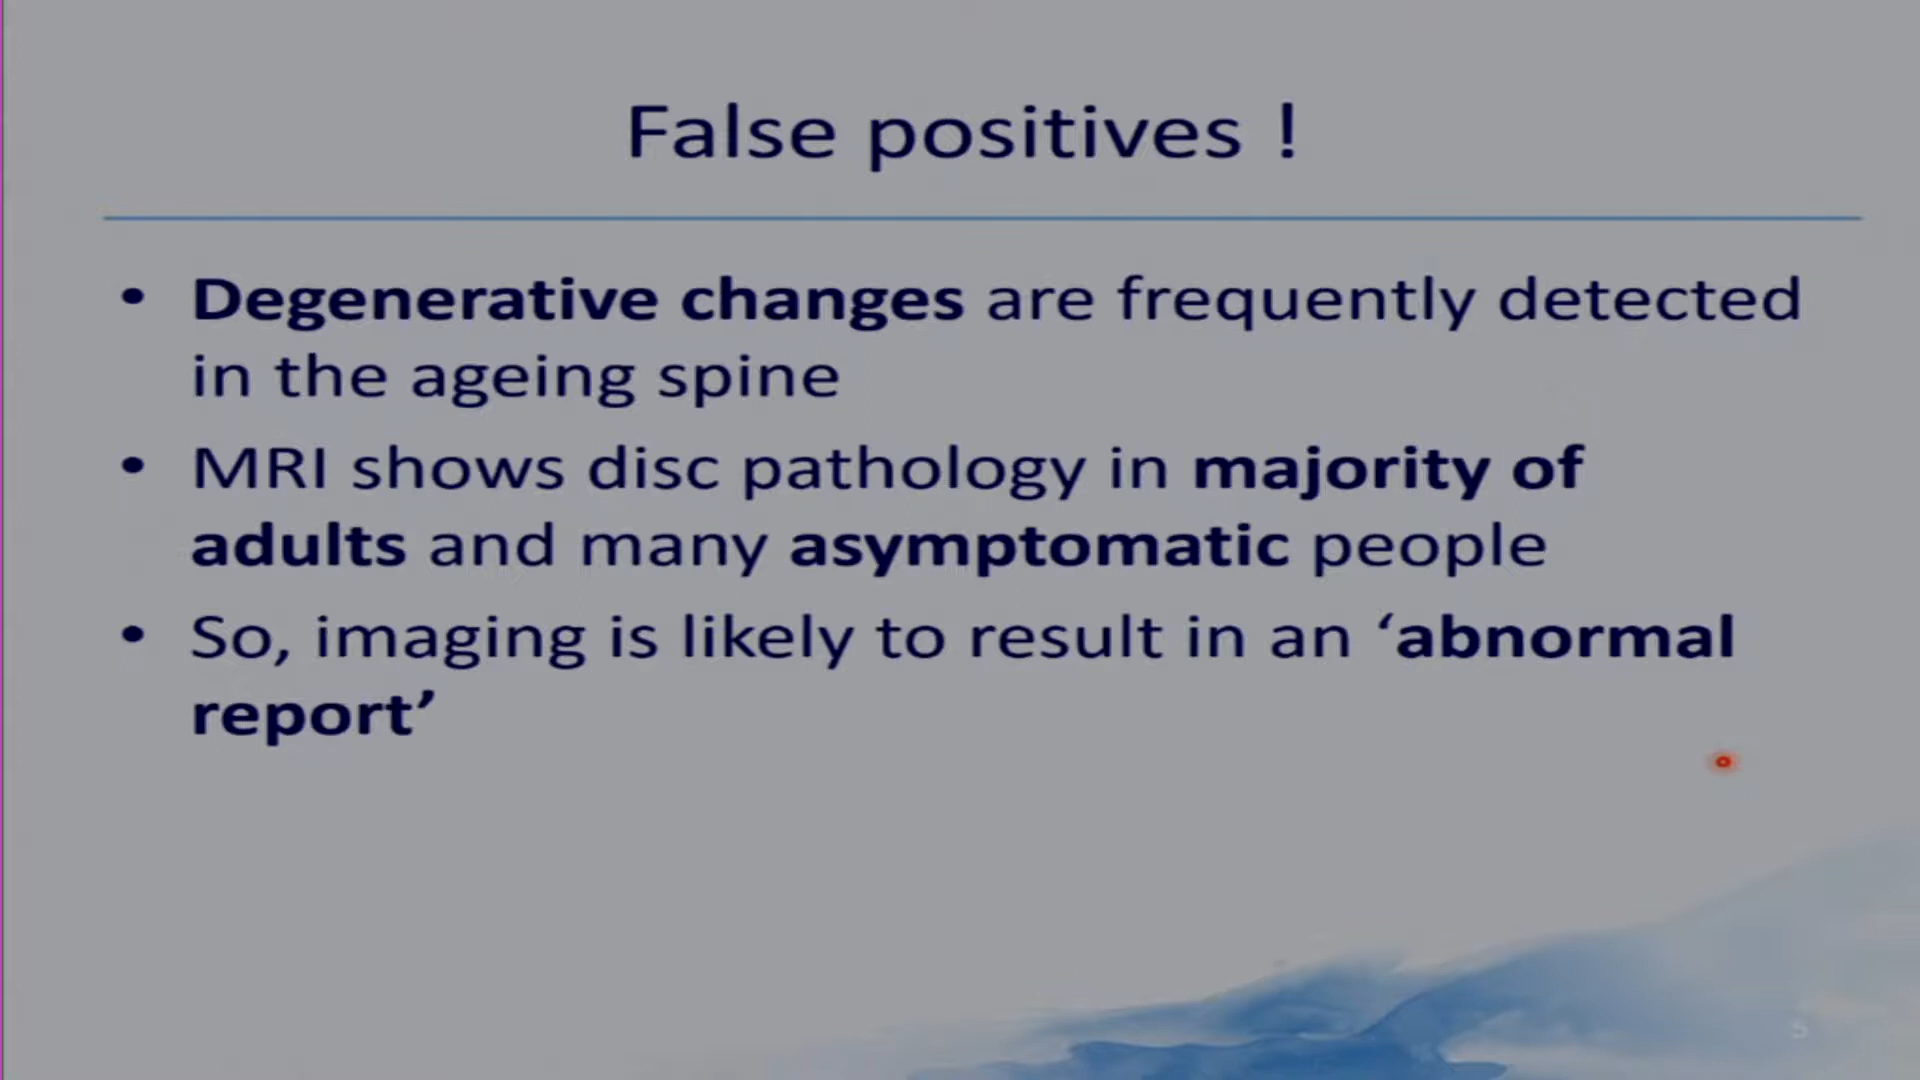 False positives !
• Degenerative changes are frequently detected
in the ageing spine
• MRI shows disc pathology in majority of
adults and many asymptomatic people
• So, imaging is likely to result in an ‘abnormal
report’
5